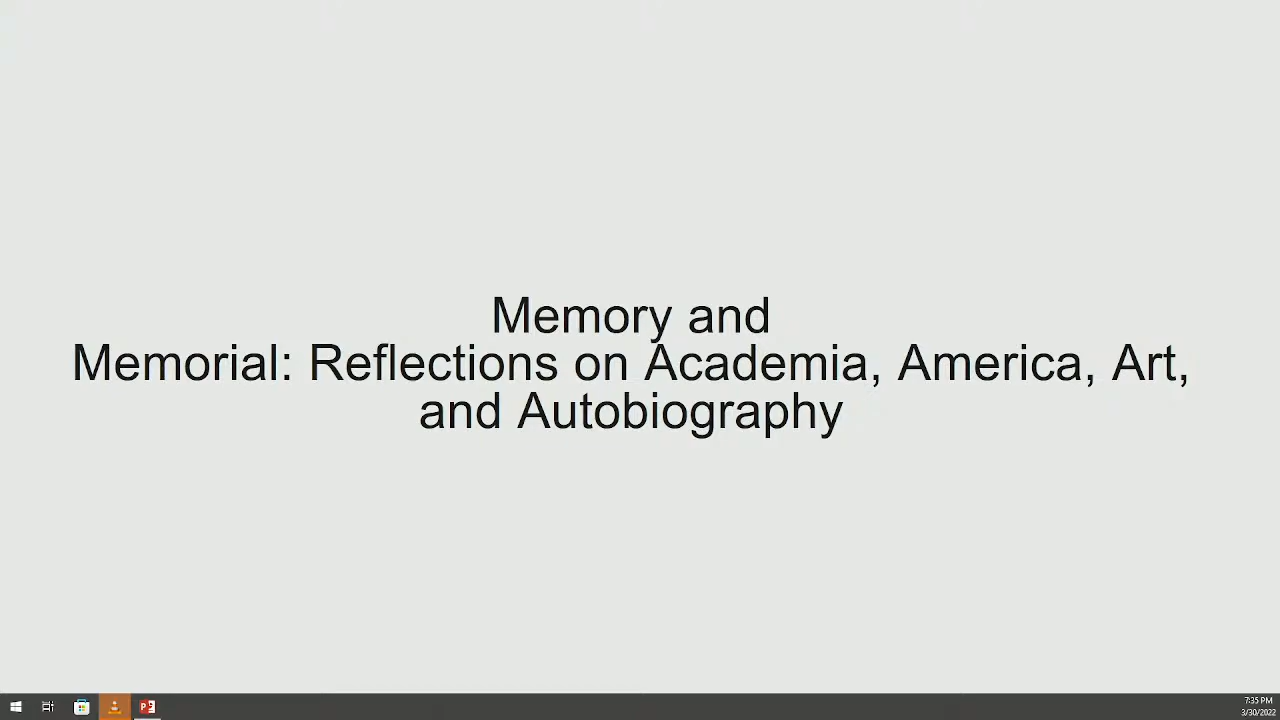 Memory and
Memorial: Reflections on Academia, America, Art,
and Autobiography
7:35 PM
3/30/2022